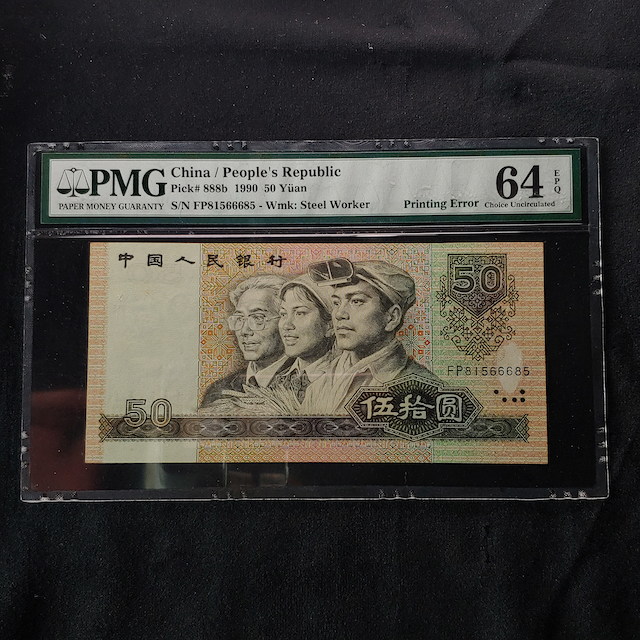 PMG
PAPER MONEY GUARANTY
China / People's Republic
Pick# 888b 1990 50 Yüan
S/N FP81566685 - Wmk: Steel Worker
Printing Error
64
EPQ
Choice Uncirculated
中国人民银行
50
FP81566685
50
伍拾圆